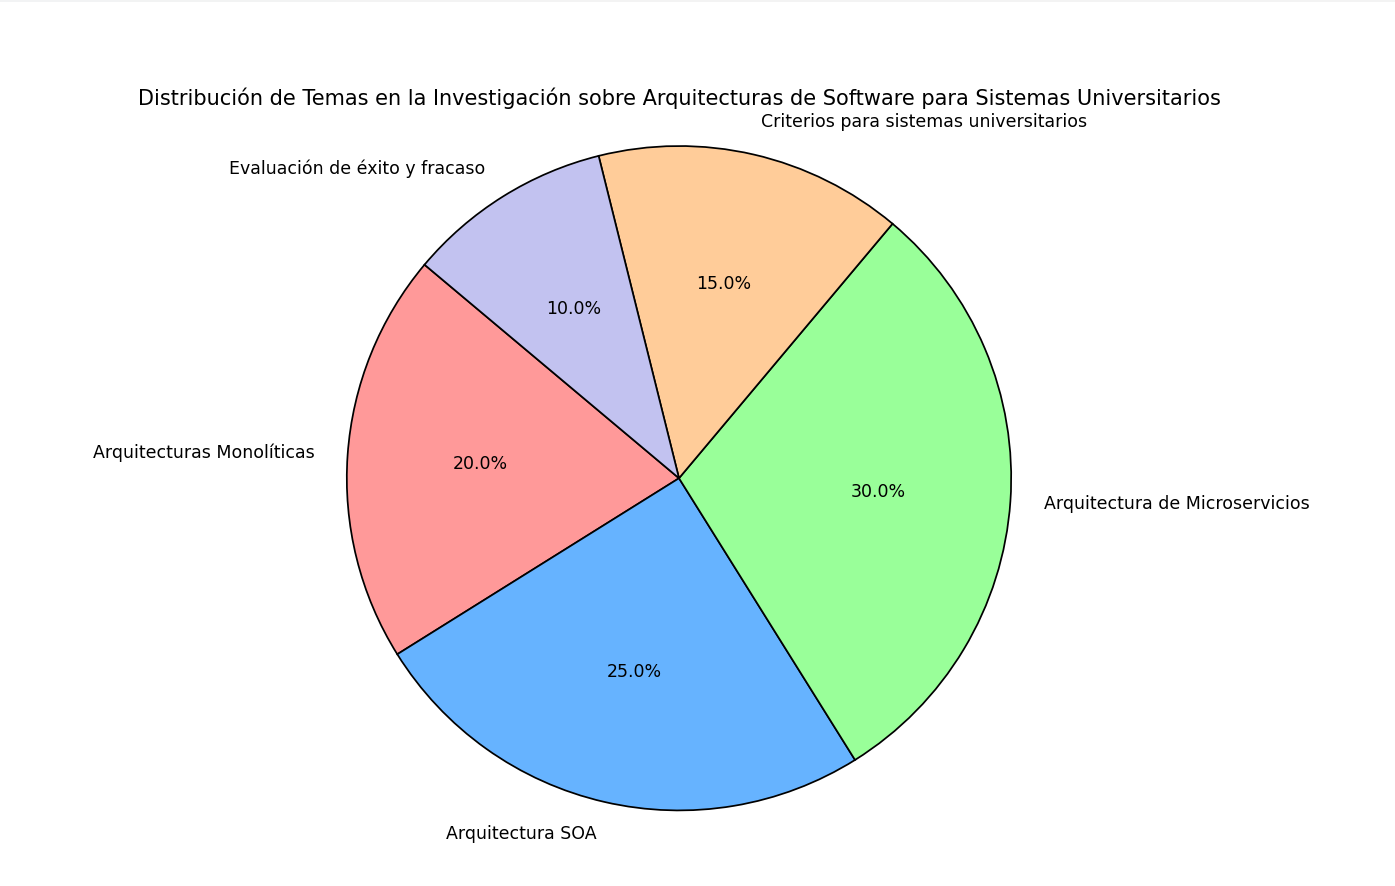 Distribución de Temas en la Investigación sobre Arquitecturas de Software para Sistemas Universitarios
Criterios para sistemas universitarios
Evaluación de éxito y fracaso
15.0%
10.0%
Arquitecturas Monolíticas
20.0%
30.0%
Arquitectura de Microservicios
25.0%
Arquitectura SOA